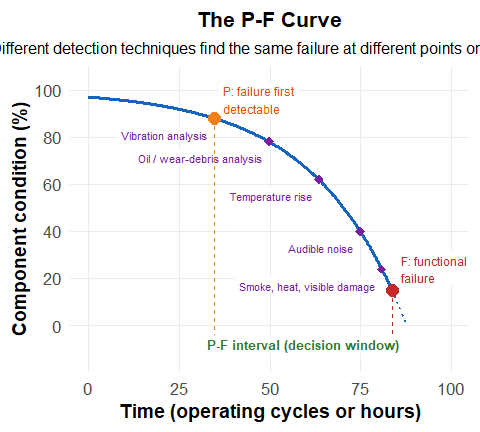 The P-F Curve
Different detection techniques find the same failure at different points or
Component condition (%)
100
80
60
40
20
0
P: failure first
detectable
Vibration analysis
Oil / wear-debris analysis
Temperature rise
Audible noise
Smoke, heat, visible damage
F: functional
failure
P-F interval (decision window)
0
25
50
75
100
Time (operating cycles or hours)